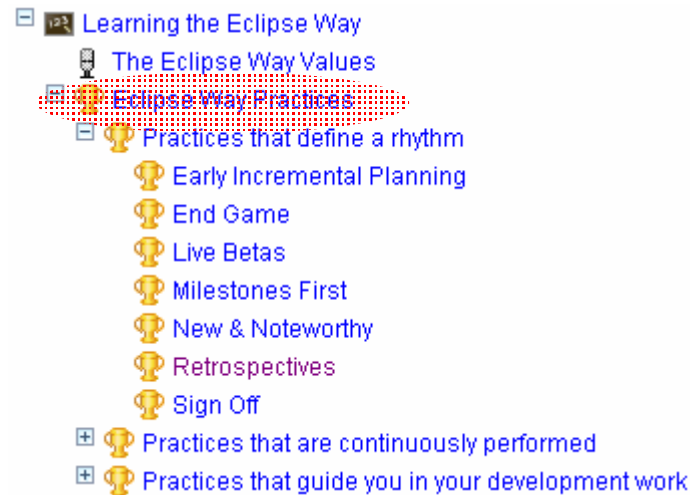 Learning the Eclipse Way
The Eclipse Way Values
Eclipse Way Practices
Practices that define a rhythm
Early Incremental Planning
End Game
Live Betas
Milestones First
New & Noteworthy
Retrospectives
Sign Off
Practices that are continuously performed
Practices that guide you in your development work